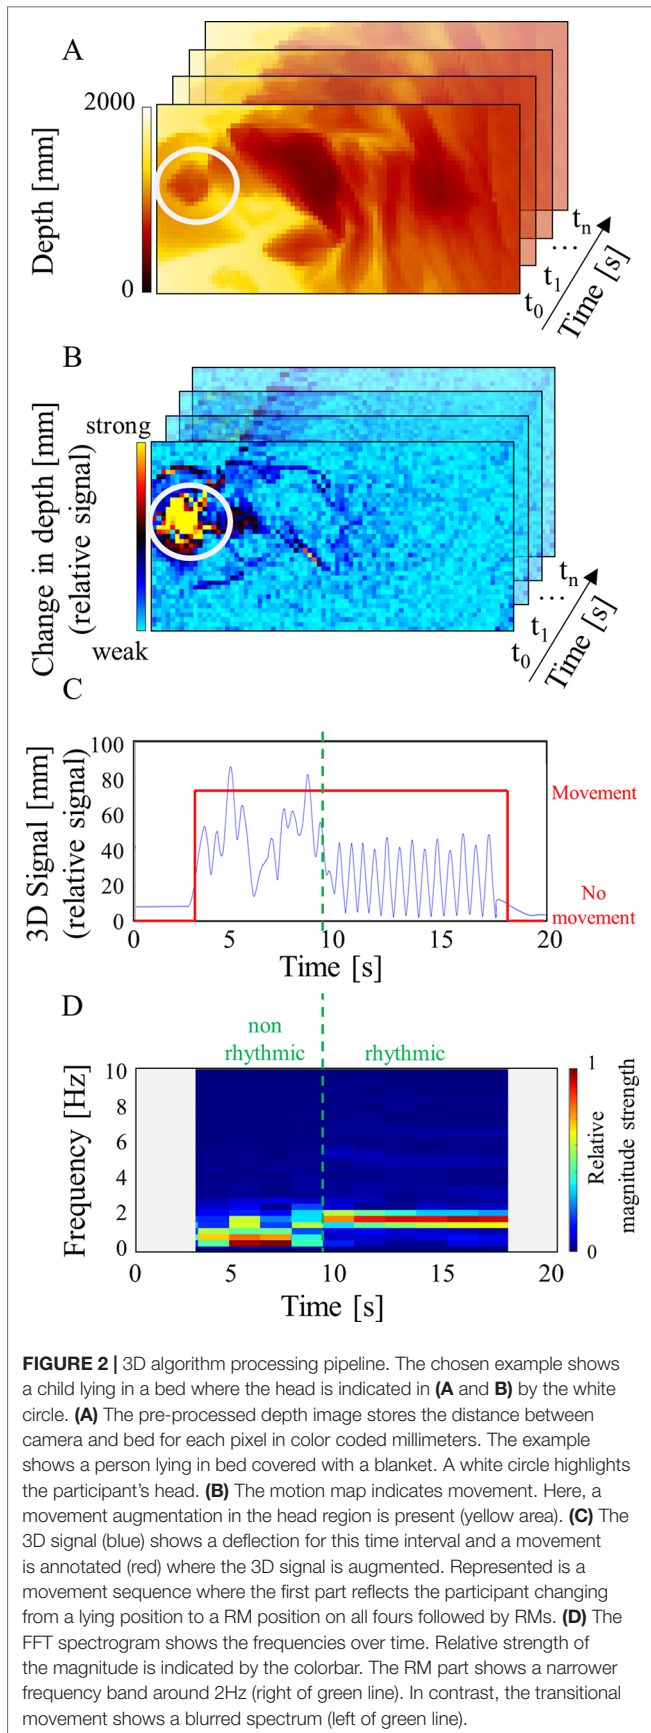 A
2000
Depth [mm]
0
t0
t1
...
tn
Time [s]
B
strong
Change in depth [mm]
(relative signal)
weak
t0
t1
...
tn
Time [s]
C
3D Signal [mm]
(relative signal)
100
80
60
40
20
0
Movement
No
movement
0 5 10 15 20
Time [s]
D
non
rhythmic
rhythmic
Frequency [Hz]
10
8
6
4
2
0
1
Relative
magnitude strength
0
0 5 10 15 20
Time [s]
FIGURE 2 | 3D algorithm processing pipeline. The chosen example shows
a child lying in a bed where the head is indicated in (A and B) by the white
circle. (A) The pre-processed depth image stores the distance between
camera and bed for each pixel in color coded millimeters. The example
shows a person lying in bed covered with a blanket. A white circle highlights
the participant's head. (B) The motion map indicates movement. Here, a
movement augmentation in the head region is present (yellow area). (C) The
3D signal (blue) shows a deflection for this time interval and a movement
is annotated (red) where the 3D signal is augmented. Represented is a
movement sequence where the first part reflects the participant changing
from a lying position to a RM position on all fours followed by RMs. (D) The
FFT spectrogram shows the frequencies over time. Relative strength of
the magnitude is indicated by the colorbar. The RM part shows a narrower
frequency band around 2Hz (right of green line). In contrast, the transitional
movement shows a blurred spectrum (left of green line).